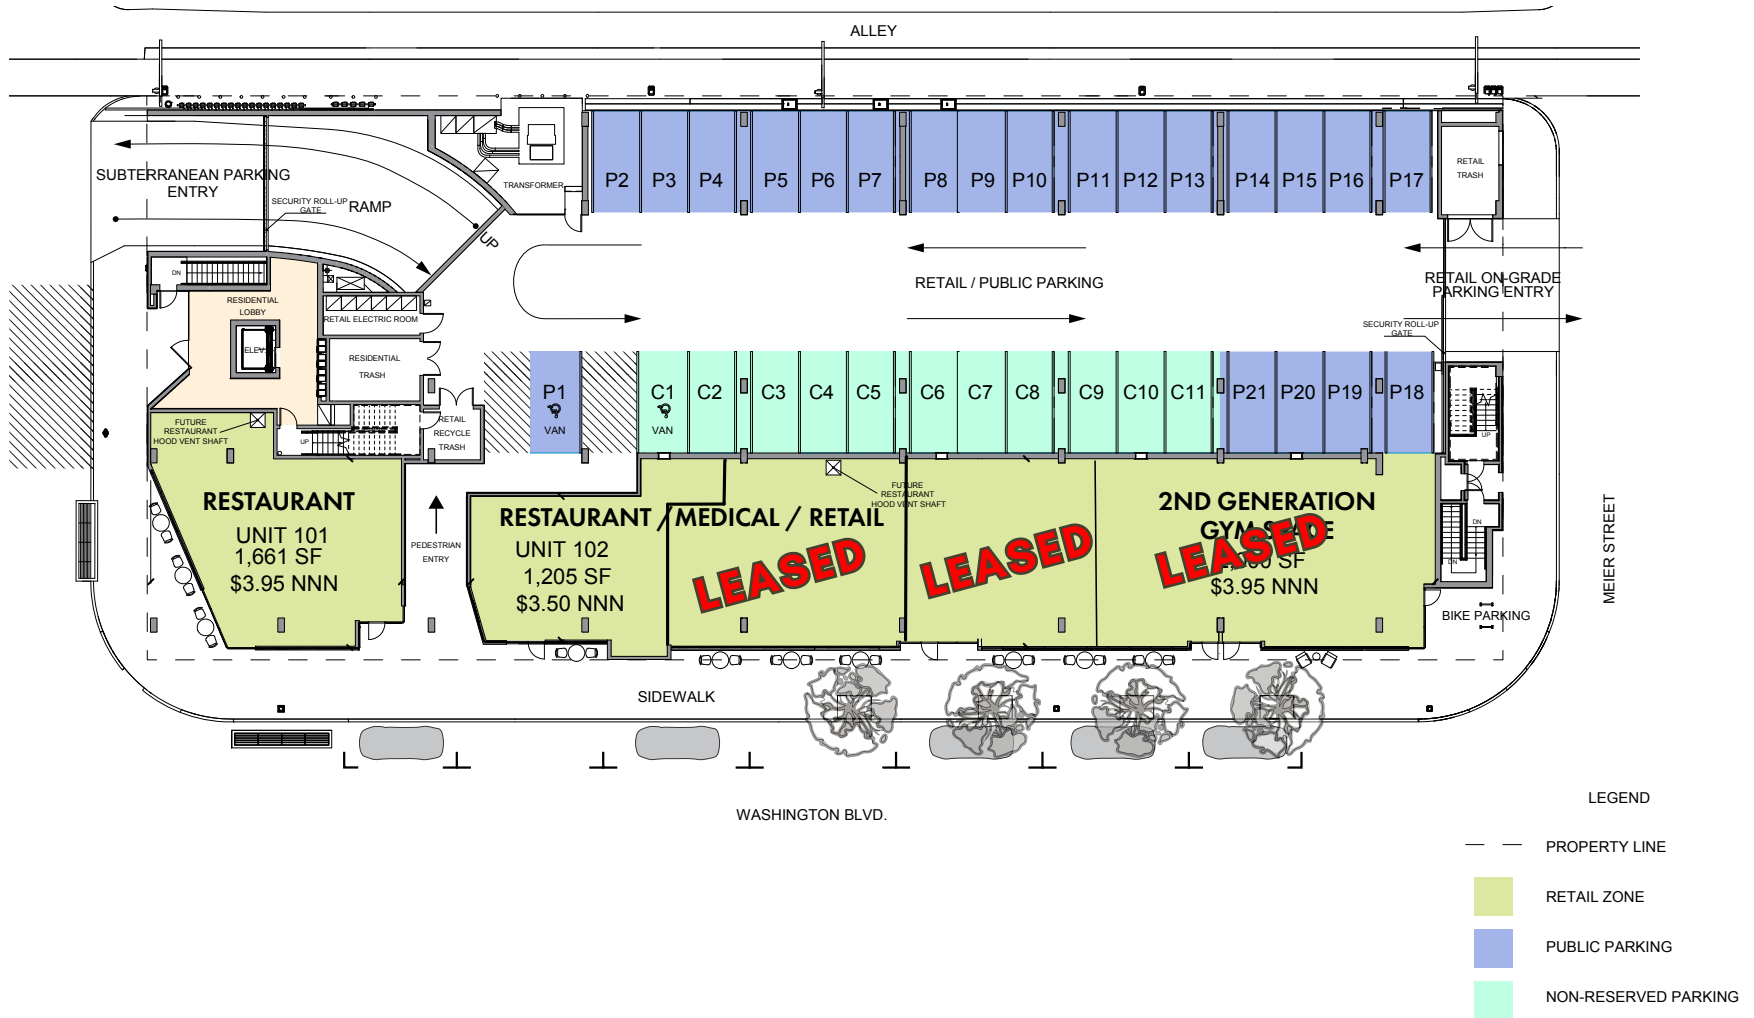 ALLEY
SUBTERRANEAN PARKING
ENTRY
SECURITY ROLL-UP
GATE
RAMP
UP
TRANSFORMER
P2 P3 P4 P5 P6 P7 P8 P9 P10 P11 P12 P13 P14 P15 P16 P17
RETAIL
TRASH
DN
RESIDENTIAL
LOBBY
ELEV.
RETAIL ELECTRIC ROOM
RESIDENTIAL
TRASH
RETAIL / PUBLIC PARKING
RETAIL ON-GRADE
PARKING ENTRY
SECURITY ROLL-UP
GATE
P1
VAN
C1
VAN
C2 C3 C4 C5 C6 C7 C8 C9 C10 C11 P21 P20 P19 P18
FUTURE
RESTAURANT
HOOD VENT SHAFT
UP
RETAIL
RECYCLE
TRASH
UP
RESTAURANT
UNIT 101
1,661 SF
$3.95 NNN
PEDESTRIAN
ENTRY
RESTAURANT / MEDICAL / RETAIL
UNIT 102
1,205 SF
$3.50 NNN
FUTURE
RESTAURANT
HOOD VENT SHAFT
LEASED
LEASED
2ND GENERATION
GYM
LEASED
SF
$3.95 NNN
DN
DN
BIKE PARKING
MEIER STREET
SIDEWALK
WASHINGTON BLVD.
LEGEND
PROPERTY LINE
RETAIL ZONE
PUBLIC PARKING
NON-RESERVED PARKING